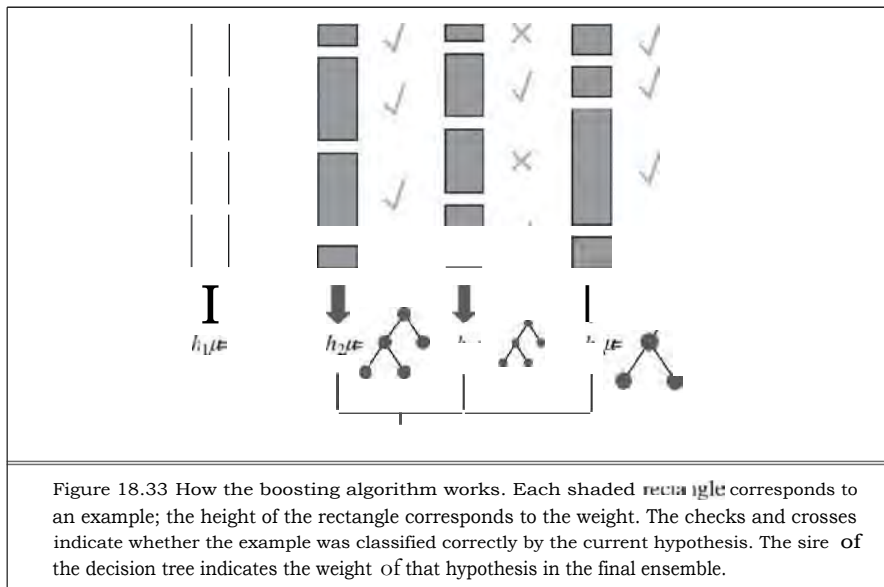 h₁
h₂
Figure 18.33 How the boosting algorithm works. Each shaded rectangle corresponds to
an example; the height of the rectangle corresponds to the weight. The checks and crosses
indicate whether the example was classified correctly by the current hypothesis. The sire of
the decision tree indicates the weight of that hypothesis in the final ensemble.